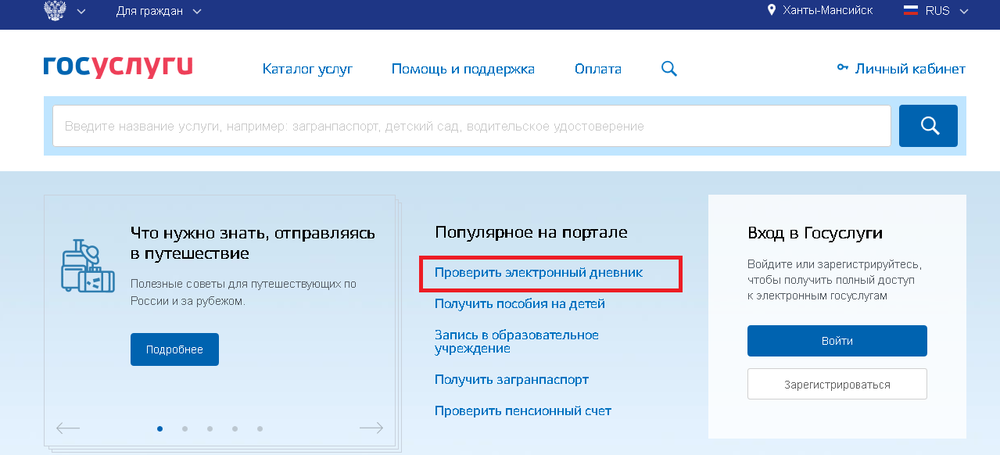 Для граждан
Ханты-Мансийск
RUS
госуслуги
Каталог услуг
Помощь и поддержка
Оплата
Личный кабинет
Введите название услуги, например: загранпаспорт, детский сад, водительское удостоверение
Что нужно знать, отправляясь
в путешествие
Полезные советы для путешествующих по
России и за рубежом.
Подробнее
Популярное на портале
Проверить электронный дневник
Получить пособия на детей
Запись в образовательное
учреждение
Получить загранпаспорт
Проверить пенсионный счет
Вход в Госуслуги
Войдите или зарегистрируйтесь,
чтобы получить полный доступ
к электронным госуслугам
Войти
Зарегистрироваться